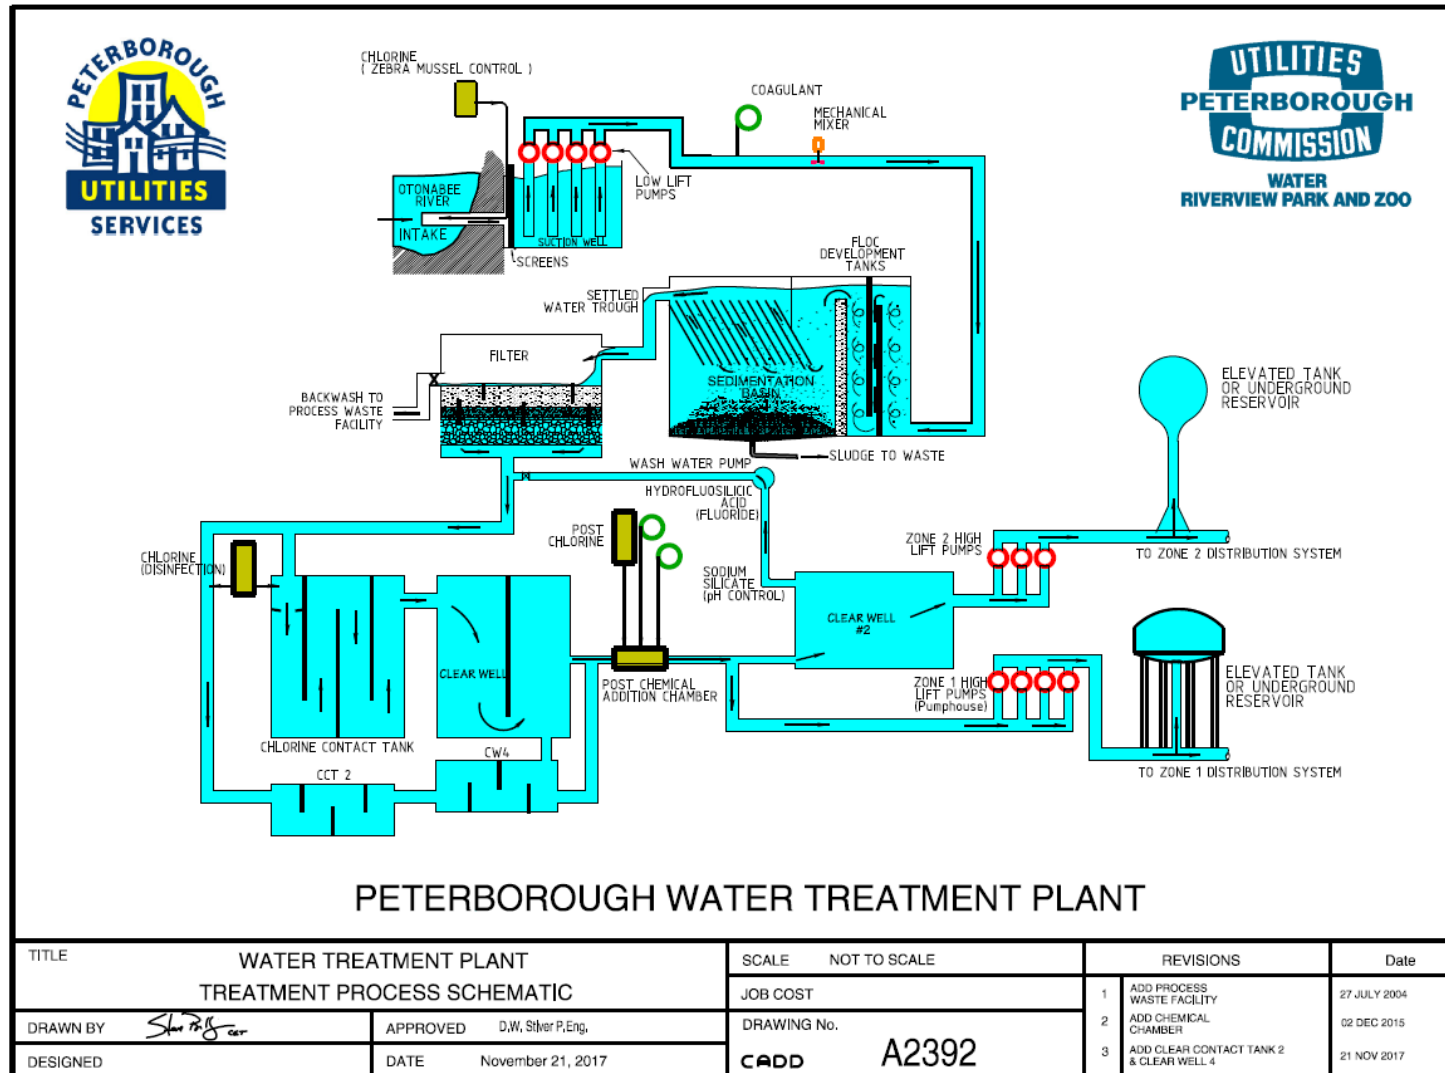 PETERBOROUGH
UTILITIES
SERVICES
CHLORINE
( ZEBRA MUSSEL CONTROL )
COAGULANT
MECHANICAL
MIXER
UTILITIES
PETERBOROUGH
COMMISSION
WATER
RIVERVIEW PARK AND ZOO
OTONABEE
RIVER
INTAKE
LOW LIFT
PUMPS
SUCTION WELL
SCREENS
FLOC
DEVELOPMENT
TANKS
SETTLED
WATER TROUGH
FILTER
SEDIMENTATION
BASIN
BACKWASH TO
PROCESS WASTE
FACILITY
SLUDGE TO WASTE
ELEVATED TANK
OR UNDERGROUND
RESERVOIR
WASH WATER PUMP
HYDROFLUOSILICIC
ACID
(FLUORIDE)
POST
CHLORINE
CHLORINE
(DISINFECTION)
SODIUM
SILICATE
(pH CONTROL)
ZONE 2 HIGH
LIFT PUMPS
TO ZONE 2 DISTRIBUTION SYSTEM
CLEAR WELL
#2
CLEAR WELL
POST CHEMICAL
ADDITION CHAMBER
ZONE 1 HIGH
LIFT PUMPS
(Pumphouse)
ELEVATED TANK
OR UNDERGROUND
RESERVOIR
CHLORINE CONTACT TANK
CW4
CCT 2
TO ZONE 1 DISTRIBUTION SYSTEM
PETERBOROUGH WATER TREATMENT PLANT
TITLE
WATER TREATMENT PLANT
TREATMENT PROCESS SCHEMATIC
DRAWN BY
APPROVED D.W. Stiver P.Eng.
DESIGNED
DATE November 21, 2017
SCALE NOT TO SCALE
JOB COST
DRAWING No.
CADD A2392
REVISIONS Date
1 ADD PROCESS
WASTE FACILITY 27 JULY 2004
2 ADD CHEMICAL
CHAMBER 02 DEC 2015
3 ADD CLEAR CONTACT TANK 2
& CLEAR WELL 4 21 NOV 2017